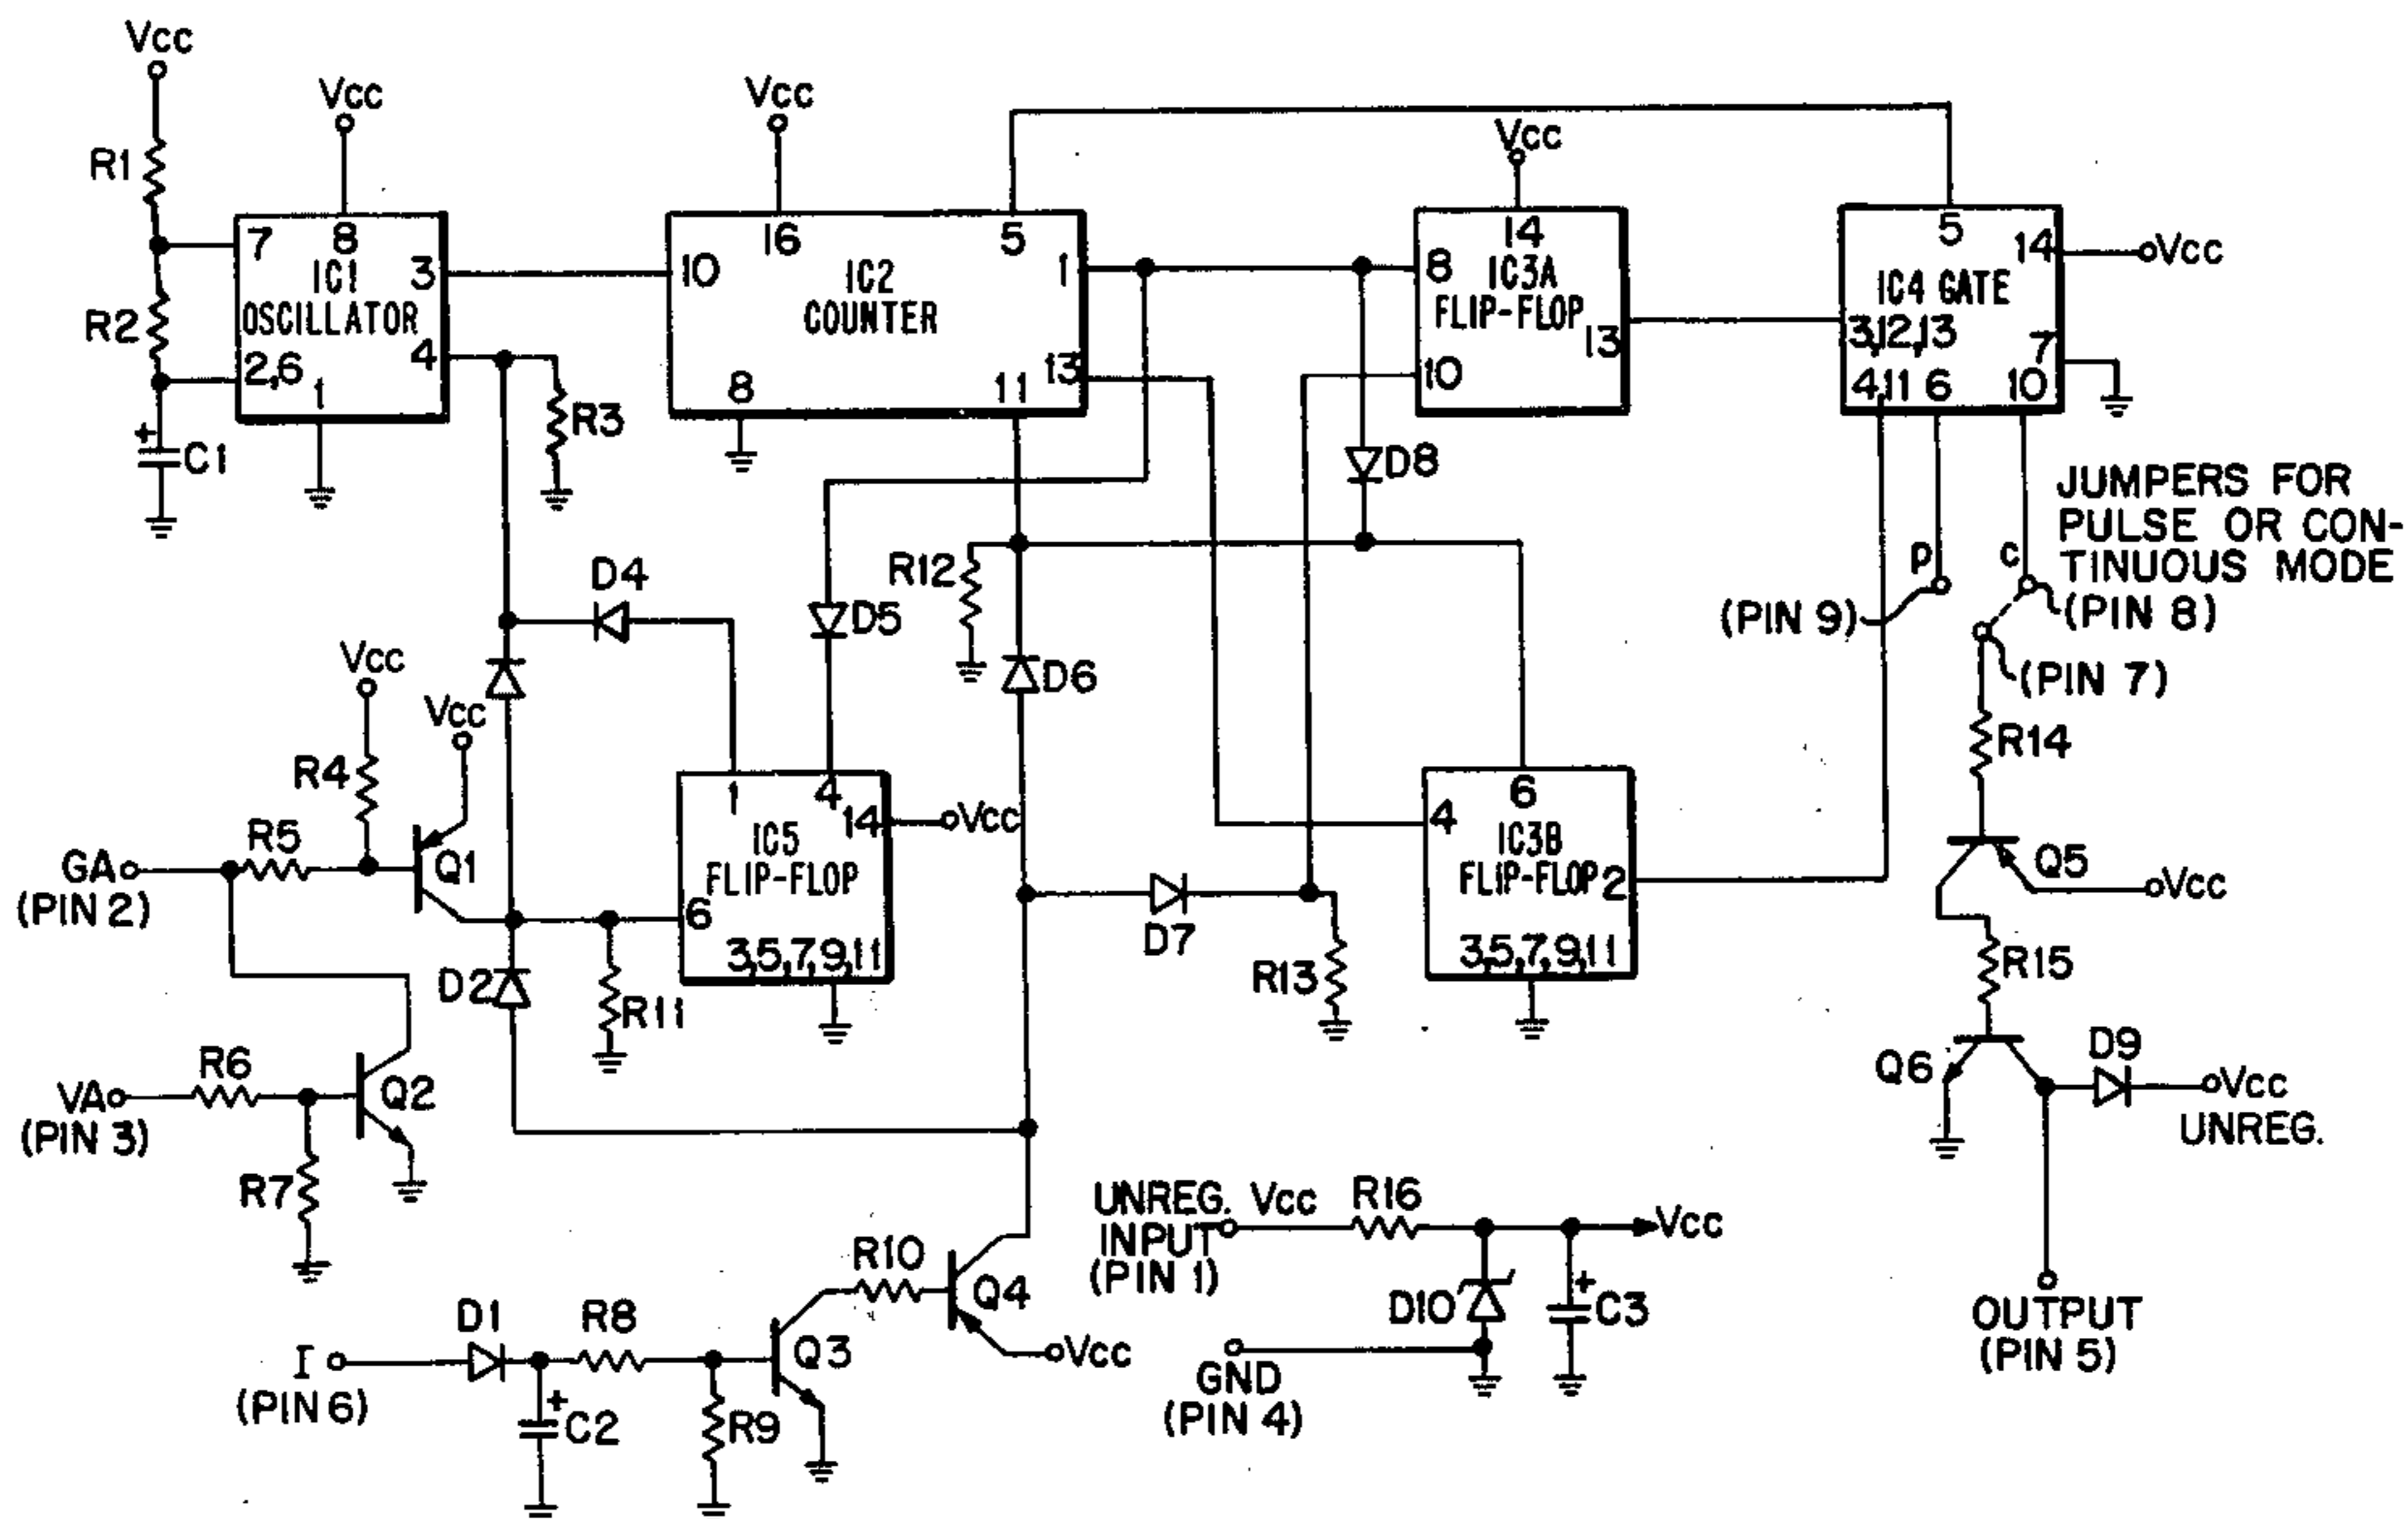 Vcc
R1
R2
C1
+
Vcc
7
8
IC1
OSCILLATOR
3
4
2,6
1
R3
Vcc
16
5
10
IC2
COUNTER
1
13
8
11
Vcc
14
8
IC3A
FLIP-FLOP
13
10
5
14
Vcc
IC4 GATE
3,12,13
7
4,11
6
10
D8
JUMPERS FOR
PULSE OR CON-
TINUOUS MODE
p
c
(PIN 9)
(PIN 8)
(PIN 7)
R12
D4
D5
D6
Vcc
Vcc
R4
R5
GA
(PIN 2)
Q1
1
4
14
Vcc
IC5
FLIP-FLOP
6
3,5,7,9,11
D2
R11
D7
R13
6
4
IC3B
FLIP-FLOP
2
3,5,7,9,11
R14
Q5
Vcc
R15
Q6
D9
Vcc
UNREG.
VA
(PIN 3)
R6
Q2
R7
I
(PIN 6)
D1
R8
+
C2
R9
Q3
R10
Q4
Vcc
UNREG. Vcc
INPUT
(PIN 1)
R16
Vcc
D10
+
C3
GND
(PIN 4)
OUTPUT
(PIN 5)